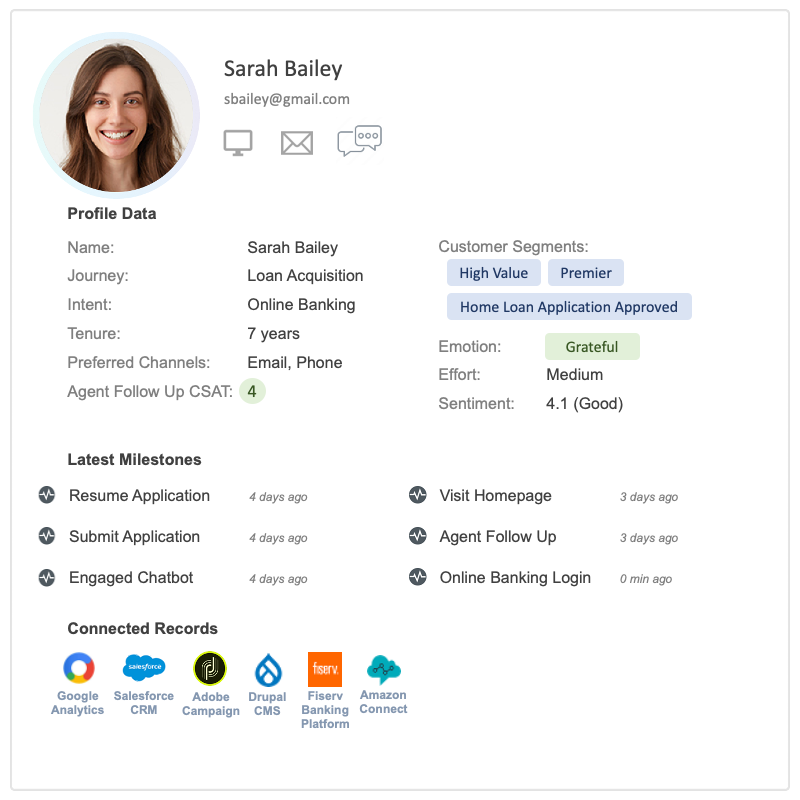 Sarah Bailey
sbailey@gmail.com
Profile Data
Name: Sarah Bailey
Journey: Loan Acquisition
Intent: Online Banking
Tenure: 7 years
Preferred Channels: Email, Phone
Agent Follow Up CSAT: 4
Customer Segments:
High Value Premier
Home Loan Application Approved
Emotion: Grateful
Effort: Medium
Sentiment: 4.1 (Good)
Latest Milestones
Resume Application 4 days ago
Submit Application 4 days ago
Engaged Chatbot 4 days ago
Visit Homepage 3 days ago
Agent Follow Up 3 days ago
Online Banking Login 0 min ago
Connected Records
Google
Analytics
salesforce
Salesforce
CRM
Adobe
Campaign
Drupal
CMS
fiserv.
Fiserv
Banking
Platform
Amazon
Connect